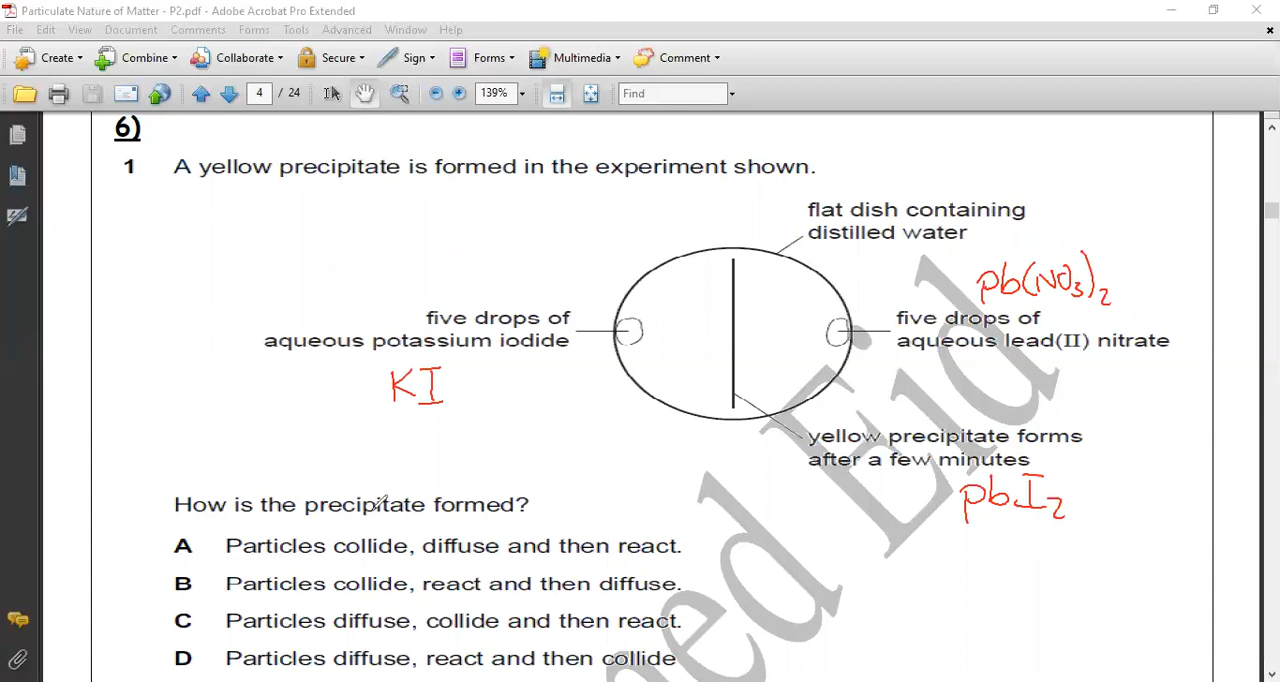 Particulate Nature of Matter - P2.pdf - Adobe Acrobat Pro Extended
File Edit View Document Comments Forms Tools Advanced Window Help
Create Combine Collaborate Secure Sign Forms Multimedia Comment
4 / 24 139% Find
6)
1 A yellow precipitate is formed in the experiment shown.
flat dish containing
distilled water
pb(NO3)2
five drops of
aqueous potassium iodide
five drops of
aqueous lead(II) nitrate
KI
yellow precipitate forms
after a few minutes
pbI2
How is the precipitate formed?
A Particles collide, diffuse and then react.
B Particles collide, react and then diffuse.
C Particles diffuse, collide and then react.
D Particles diffuse, react and then collide
ned Eid